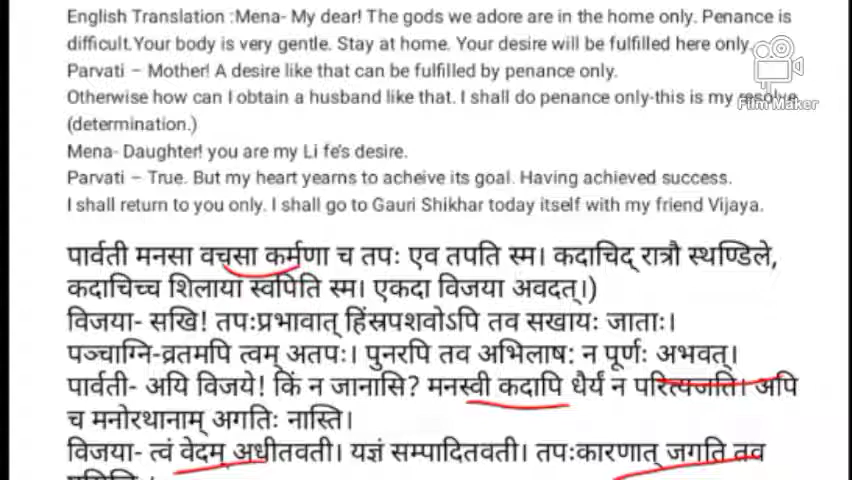 English Translation :Mena- My dear! The gods we adore are in the home only. Penance is
difficult.Your body is very gentle. Stay at home. Your desire will be fulfilled here only.
Parvati – Mother! A desire like that can be fulfilled by penance only.
Otherwise how can I obtain a husband like that. I shall do penance only-this is my resolve
(determination.)
Film Maker
Mena- Daughter! you are my Li fe's desire.
Parvati – True. But my heart yearns to acheive its goal. Having achieved success.
I shall return to you only. I shall go to Gauri Shikhar today itself with my friend Vijaya.
पार्वती मनसा वचसा कर्मणा च तपः एव तपति स्म। कदाचिद् रात्रौ स्थण्डिले,
कदाचिच्च शिलाया स्वपिति स्म। एकदा विजया अवदत्।)
विजया- सखि! तपःप्रभावात् हिंस्रपशवोऽपि तव सखायः जाताः।
पञ्चाग्नि-व्रतमपि त्वम् अतपः। पुनरपि तव अभिलाष: न पूर्णः अभवत्।
पार्वती- अयि विजये! किं न जानासि? मनस्वी कदापि धैर्यं न परित्यजति। अपि
च मनोरथानाम् अगतिः नास्ति।
विजया- त्वं वेदम् अधीतवती। यज्ञं सम्पादितवती। तपःकारणात् जगति तव